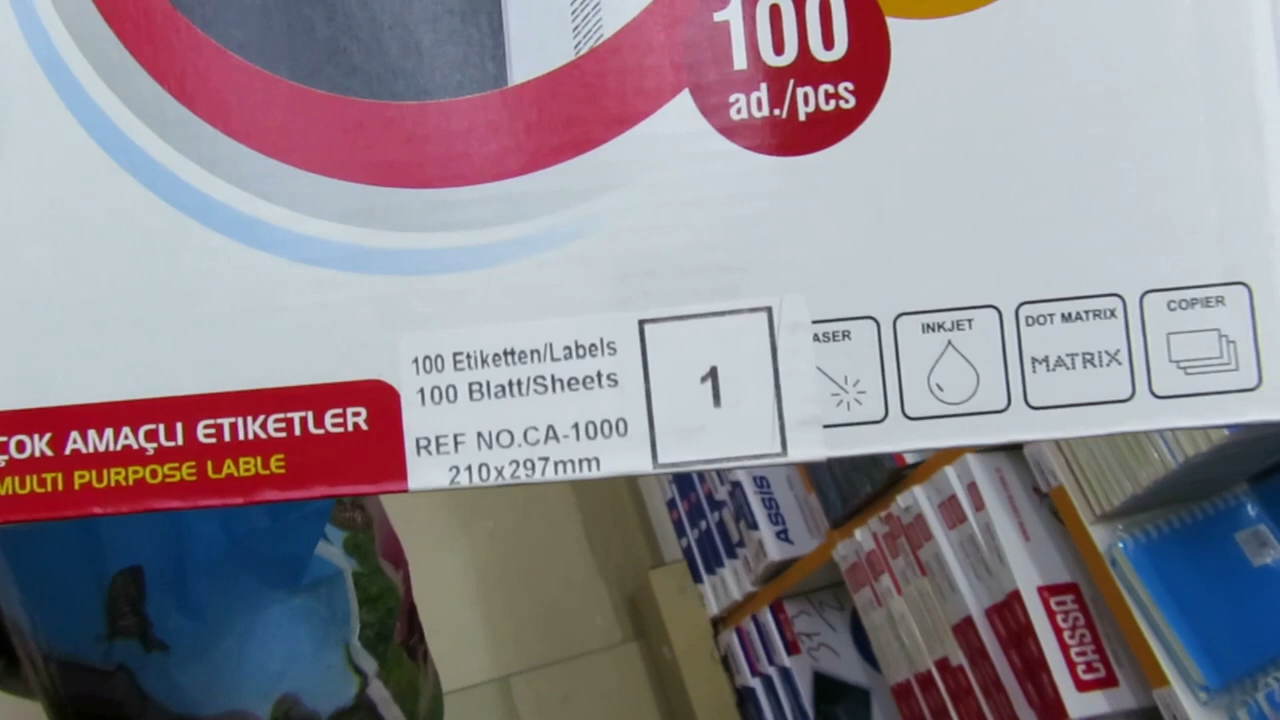 100
ad./pcs
100 Etiketten/Labels
100 Blatt/Sheets
REF NO.CA-1000
210x297mm
1
ASER
INKJET
DOT MATRIX
MATRIX
COPIER
ÇOK AMAÇLI ETIKETLER
MULTI PURPOSE LABLE
ASSIS
CASSA